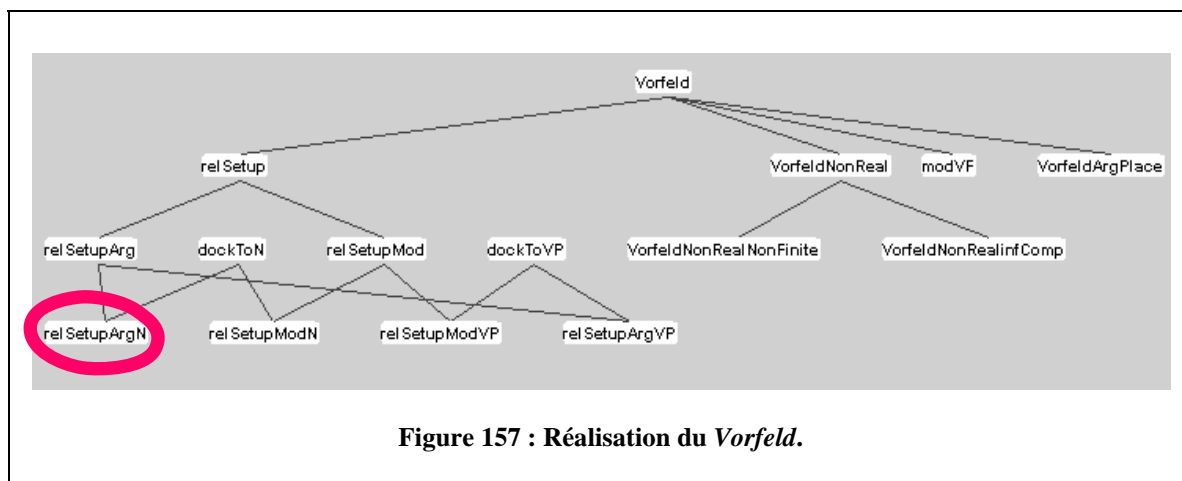 Vorfeld
relSetup VorfeldNonReal modVF VorfeldArgPlace
relSetupArg dockToN relSetupMod dockToVP VorfeldNonRealNonFinite VorfeldNonRealinfComp
relSetupArgN relSetupModN relSetupModVP relSetupArgVP
Figure 157 : Réalisation du Vorfeld.